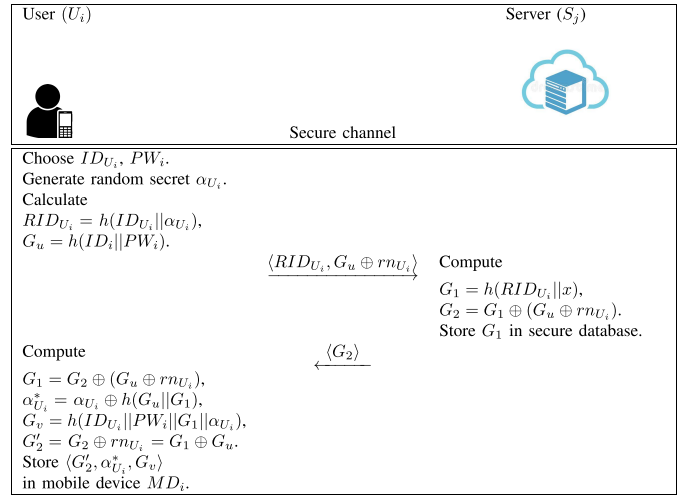 User (U_i)
Server (S_j)
Secure channel
Choose ID_{U_i}, PW_i.
Generate random secret α_{U_i}.
Calculate
RID_{U_i} = h(ID_{U_i}||α_{U_i}),
G_u = h(ID_i||PW_i).
⟨RID_{U_i}, G_u ⊕ rn_{U_i}⟩
Compute
G_1 = h(RID_{U_i}||x),
G_2 = G_1 ⊕ (G_u ⊕ rn_{U_i}).
Store G_1 in secure database.
⟨G_2⟩
Compute
G_1 = G_2 ⊕ (G_u ⊕ rn_{U_i}),
α^*_{U_i} = α_{U_i} ⊕ h(G_u||G_1),
G_v = h(ID_{U_i}||PW_i||G_1||α_{U_i}),
G'_2 = G_2 ⊕ rn_{U_i} = G_1 ⊕ G_u.
Store ⟨G'_2, α^*_{U_i}, G_v⟩
in mobile device MD_i.